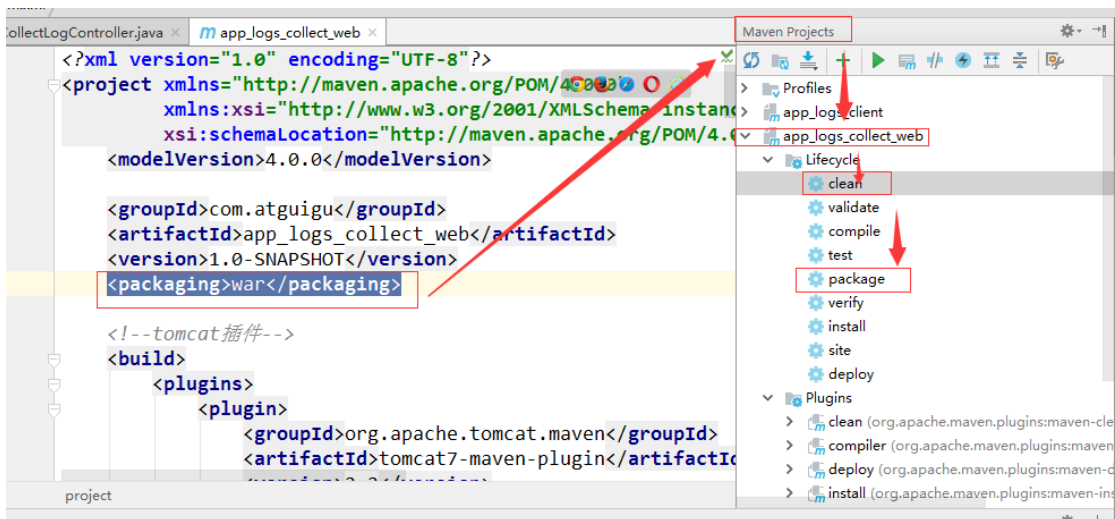 CollectLogController.java
app_logs_collect_web
<?xml version="1.0" encoding="UTF-8"?>
<project xmlns="http://maven.apache.org/POM/4.0.0"
xmlns:xsi="http://www.w3.org/2001/XMLSchema-instanc
xsi:schemaLocation="http://maven.apache.org/POM/4.0
<modelVersion>4.0.0</modelVersion>
<groupId>com.atguigu</groupId>
<artifactId>app_logs_collect_web</artifactId>
<version>1.0-SNAPSHOT</version>
<packaging>war</packaging>
<!--tomcat插件-->
<build>
<plugins>
<plugin>
<groupId>org.apache.tomcat.maven</groupId>
<artifactId>tomcat7-maven-plugin</artifactId
project
Maven Projects
Profiles
app_logs_client
app_logs_collect_web
Lifecycle
clean
validate
compile
test
package
verify
install
site
deploy
Plugins
clean (org.apache.maven.plugins:maven-cle
compiler (org.apache.maven.plugins:maven
deploy (org.apache.maven.plugins:maven-d
install (org.apache.maven.plugins:maven-ins